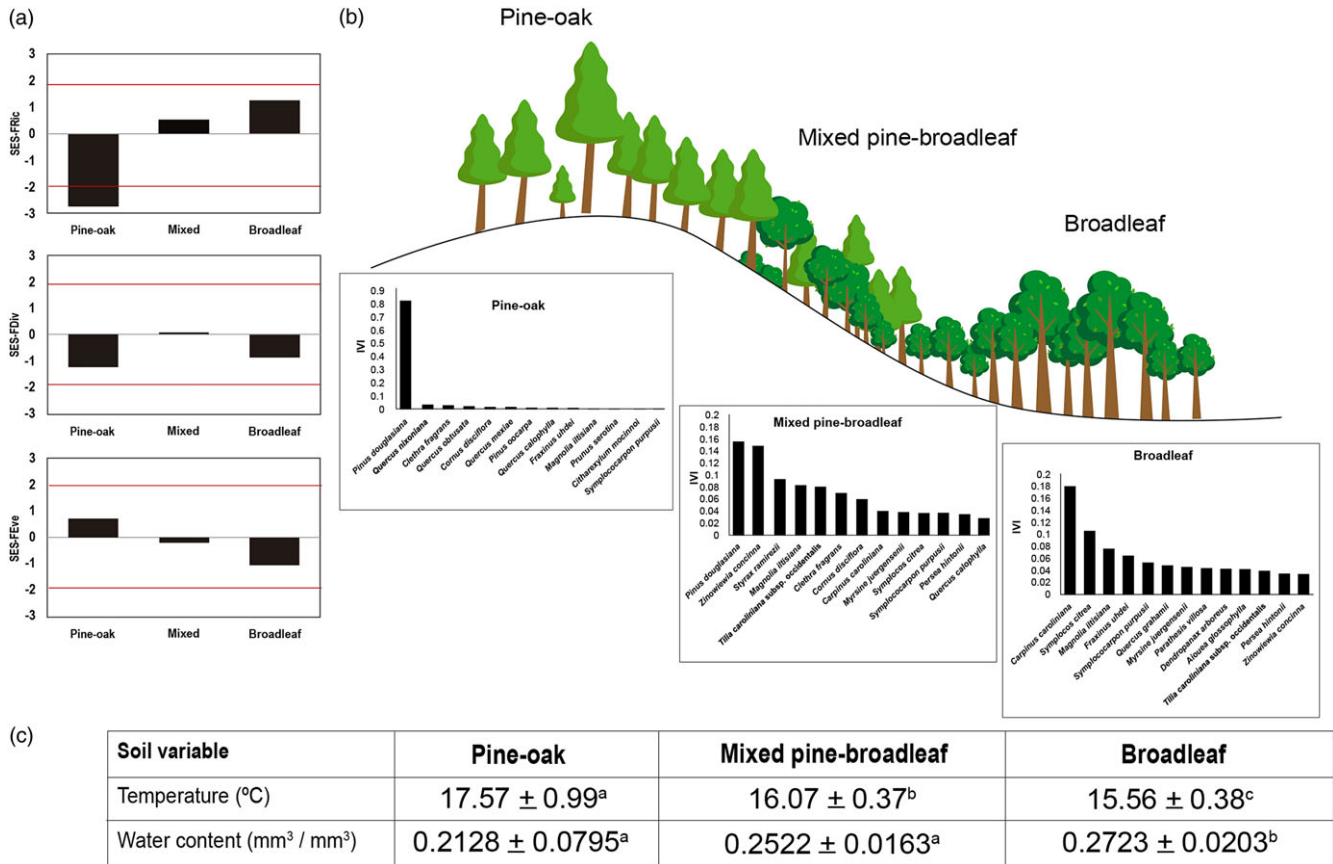 (a)
3
2
1
0
-1
-2
-3
SES-FRic
Pine-oak Mixed Broadleaf
3
2
1
0
-1
-2
-3
SES-FDiv
Pine-oak Mixed Broadleaf
3
2
1
0
-1
-2
-3
SES-FEve
Pine-oak Mixed Broadleaf
(b)
Pine-oak
Mixed pine-broadleaf
Broadleaf
Pine-oak
0.9
0.8
0.7
0.6
0.5
0.4
0.3
0.2
0.1
0
IVI
Pinus douglasiana
Quercus nixoniana
Clethra fragrans
Quercus obtusata
Cornus disciflora
Quercus mexiae
Pinus oocarpa
Quercus calophylla
Fraxinus uhdei
Magnolia iltisiana
Prunus serotina
Citharexylum mocinnoi
Symplococarpon purpusii
Mixed pine-broadleaf
0.2
0.18
0.16
0.14
0.12
0.10
0.08
0.06
0.04
0.02
IVI
Pinus douglasiana
Zinowiewia concinna
Styrax ramirezii
Magnolia iltisiana
Tilia caroliniana subsp. occidentalis
Clethra fragrans
Cornus disciflora
Carpinus caroliniana
Myrsine juergensenii
Symplocos citrea
Symplococarpon purpusii
Persea hintonii
Quercus calophylla
Broadleaf
0.2
0.18
0.16
0.14
0.12
0.1
0.08
0.06
0.04
0.02
0
IVI
Carpinus caroliniana
Symplocos citrea
Magnolia iltisiana
Fraxinus uhdei
Symplococarpon purpusii
Quercus grahamii
Myrsine juergensenii
Parathesis villosa
Dendropanax arboreus
Aiouea glossophylla
Tilia caroliniana subsp. occidentalis
Persea hintonii
Zinowiewia concinna
(c)
Soil variable Pine-oak Mixed pine-broadleaf Broadleaf
Temperature (ºC) 17.57 ± 0.99ᵃ 16.07 ± 0.37ᵇ 15.56 ± 0.38ᶜ
Water content (mm³ / mm³) 0.2128 ± 0.0795ᵃ 0.2522 ± 0.0163ᵃ 0.2723 ± 0.0203ᵇ